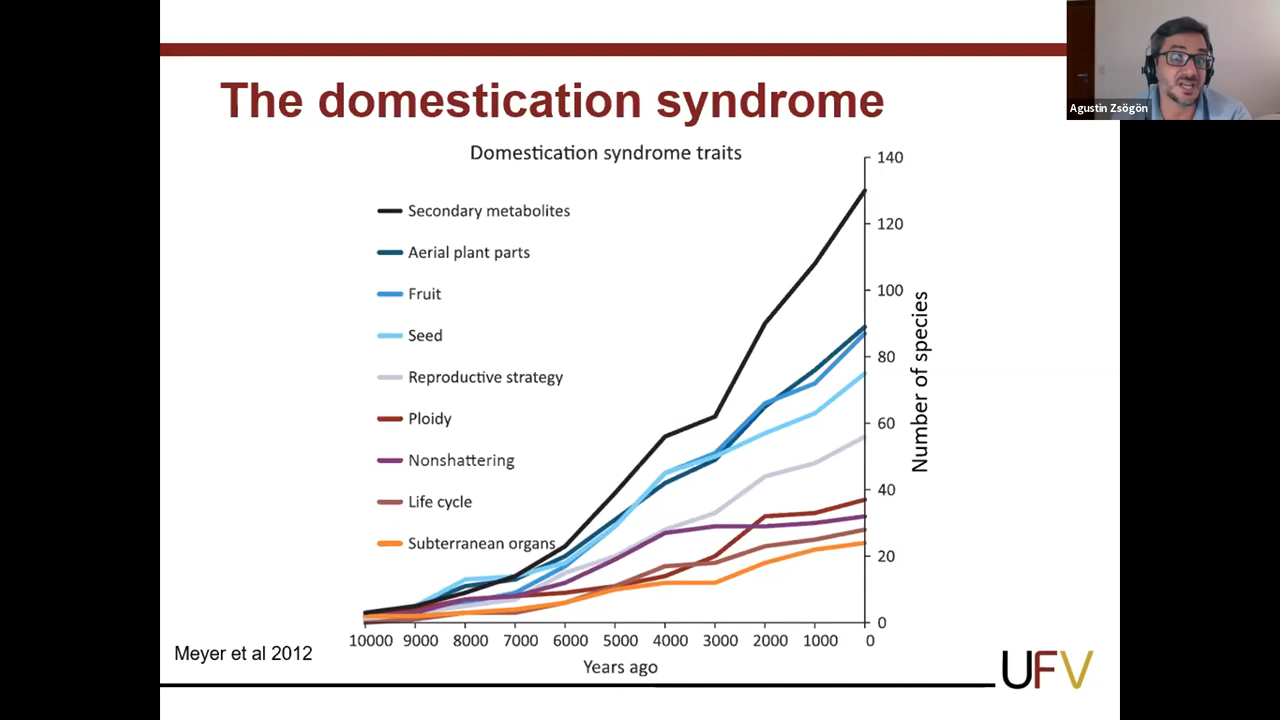 The domestication syndrome
Agustin Zsögön
Domestication syndrome traits
Secondary metabolites
Aerial plant parts
Fruit
Seed
Reproductive strategy
Ploidy
Nonshattering
Life cycle
Subterranean organs
140
120
100
80
60
40
20
0
Number of species
10000 9000 8000 7000 6000 5000 4000 3000 2000 1000 0
Years ago
Meyer et al 2012
UFV